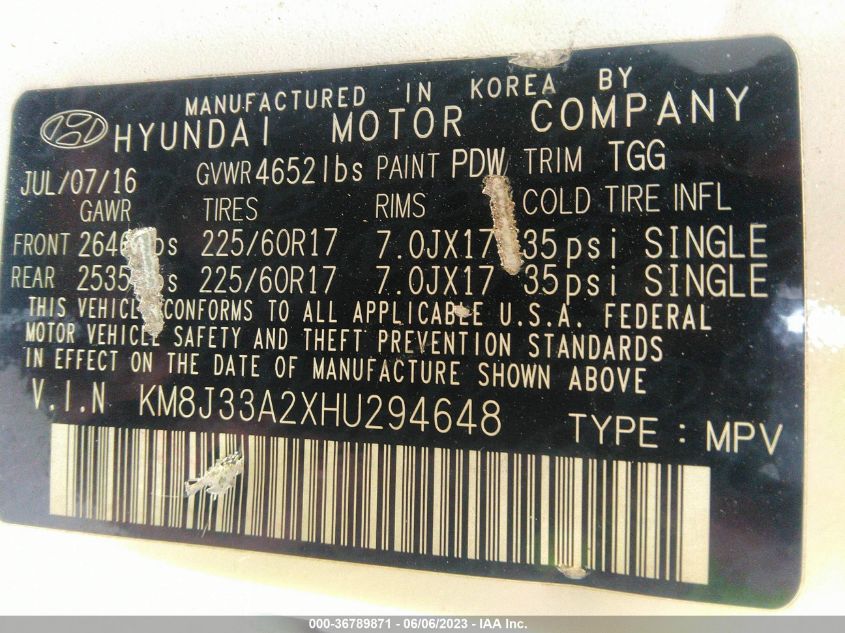 MANUFACTURED IN KOREA BY
HYUNDAI MOTOR COMPANY
JUL/07/16 GVWR 4652lbs PAINT PDW TRIM TGG
GAWR TIRES RIMS COLD TIRE INFL
FRONT 225/60R17 7.0JX17 35psi SINGLE
REAR 225/60R17 7.0JX17 35psi SINGLE
THIS VEHICLE CONFORMS TO ALL APPLICABLE U.S.A. FEDERAL
MOTOR VEHICLE SAFETY AND THEFT PREVENTION STANDARDS
IN EFFECT ON THE DATE OF MANUFACTURE SHOWN ABOVE
V.I.N KM8J33A2XHU294648
TYPE : MPV
000-36789871 - 06/06/2023 - IAA Inc.